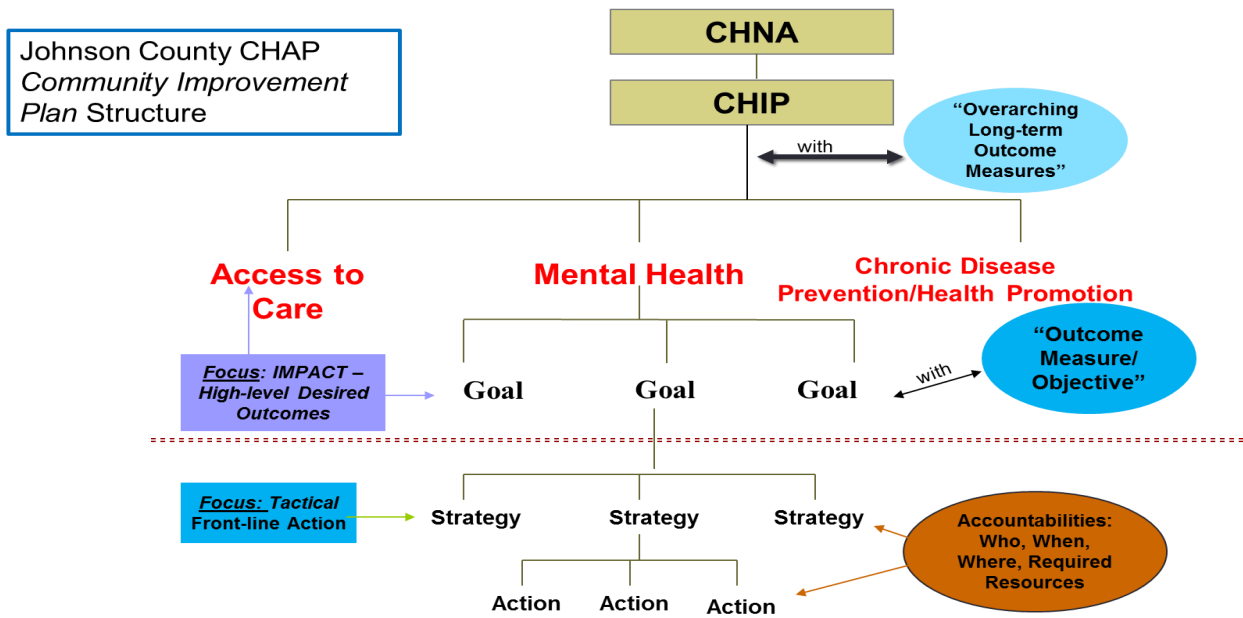 Johnson County CHAP
Community Improvement
Plan Structure
CHNA
CHIP
with
“Overarching
Long-term
Outcome
Measures”
Access to
Care
Mental Health
Chronic Disease
Prevention/Health Promotion
Focus: IMPACT –
High-level Desired
Outcomes
Goal
Goal
Goal
with
“Outcome
Measure/
Objective”
Focus: Tactical
Front-line Action
Strategy
Strategy
Strategy
Accountabilities:
Who, When,
Where, Required
Resources
Action
Action
Action